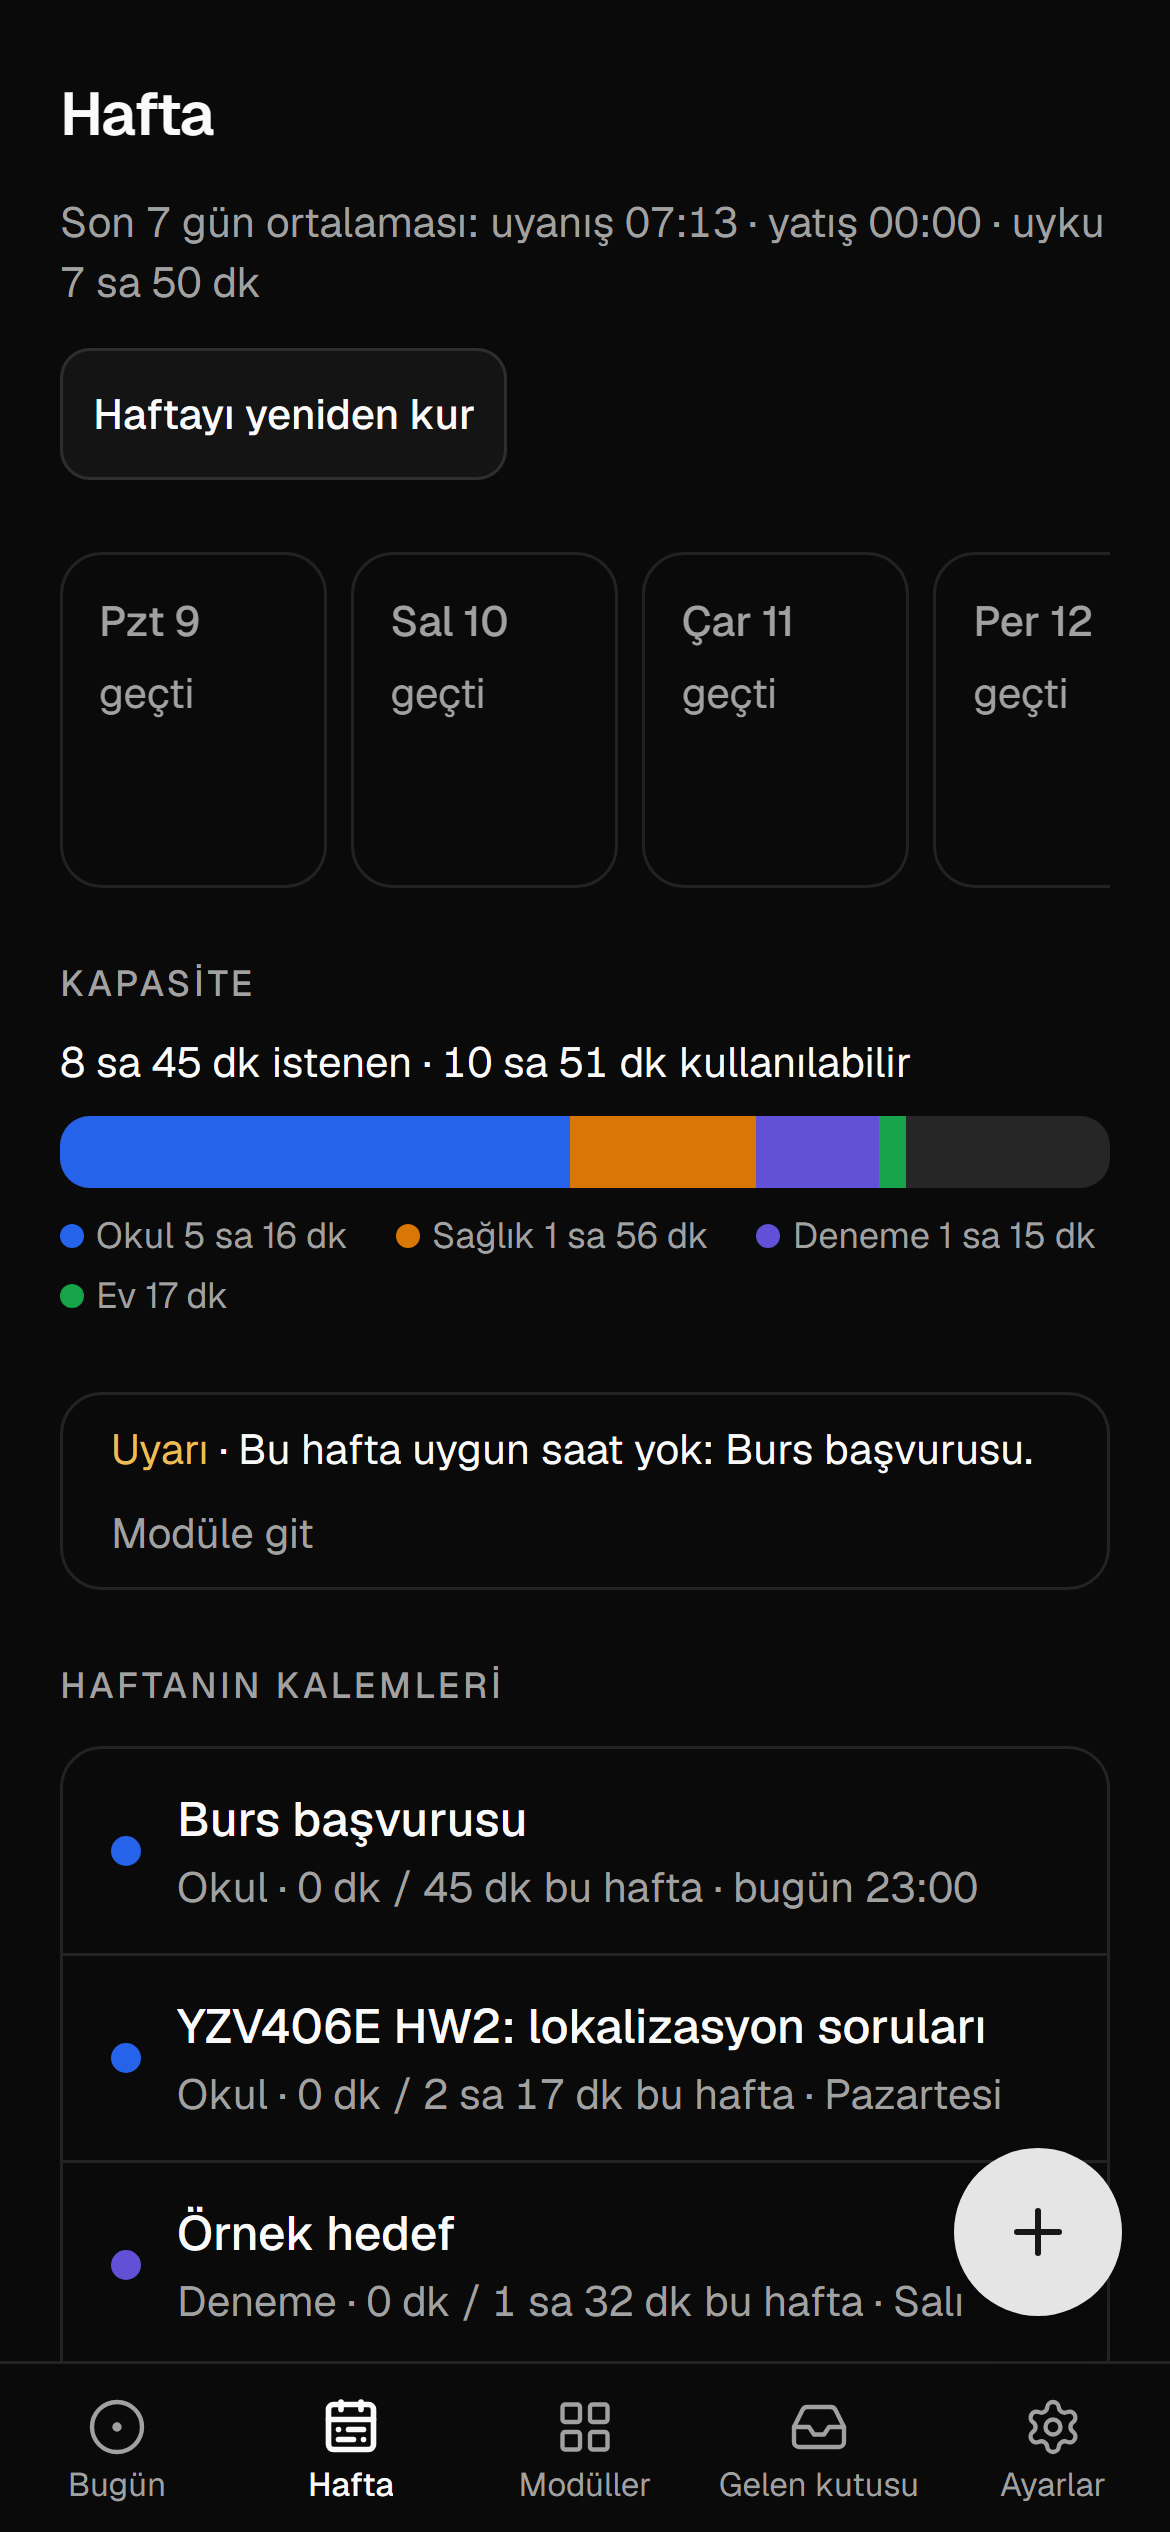 Hafta
Son 7 gün ortalaması: uyanış 07:13 · yatış 00:00 · uyku
7 sa 50 dk
Haftayı yeniden kur
Pzt 9
geçti
Sal 10
geçti
Çar 11
geçti
Per 12
geçti
KAPASİTE
8 sa 45 dk istenen · 10 sa 51 dk kullanılabilir
Okul 5 sa 16 dk
Sağlık 1 sa 56 dk
Deneme 1 sa 15 dk
Ev 17 dk
Uyarı · Bu hafta uygun saat yok: Burs başvurusu.
Modüle git
HAFTANIN KALEMLERİ
Burs başvurusu
Okul · 0 dk / 45 dk bu hafta · bugün 23:00
YZV406E HW2: lokalizasyon soruları
Okul · 0 dk / 2 sa 17 dk bu hafta · Pazartesi
Örnek hedef
Deneme · 0 dk / 1 sa 32 dk bu hafta · Salı
Bugün
Hafta
Modüller
Gelen kutusu
Ayarlar